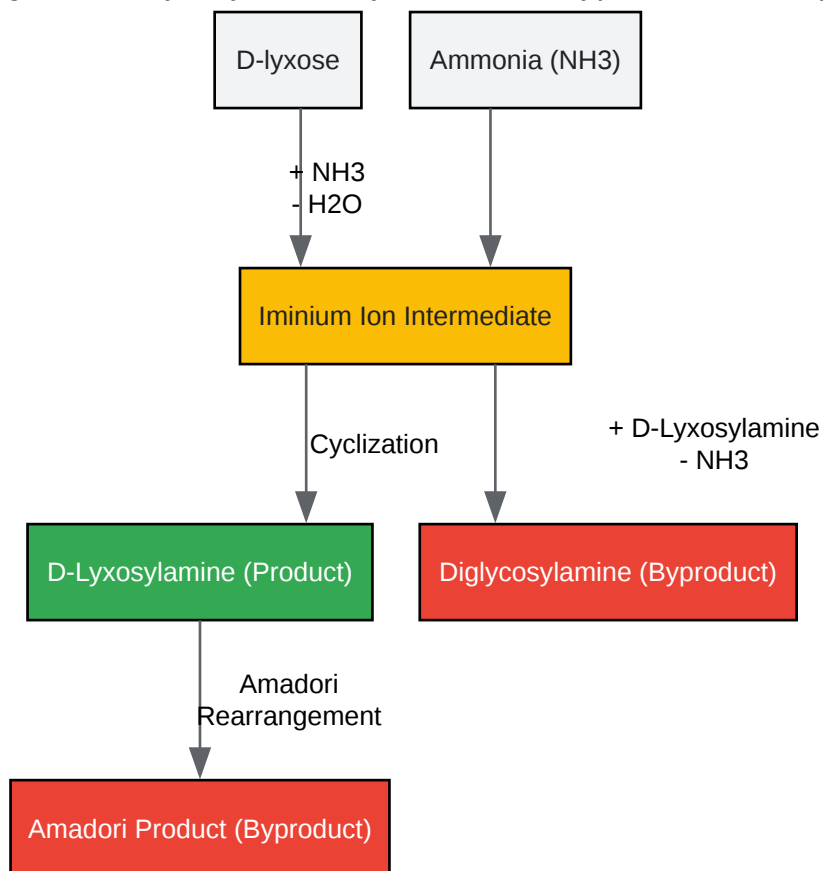 D-lyxose
Ammonia (NH3)
+ NH3
- H2O
Iminium Ion Intermediate
Cyclization
+ D-Lyxosylamine
- NH3
D-Lyxosylamine (Product)
Diglycosylamine (Byproduct)
Amadori
Rearrangement
Amadori Product (Byproduct)